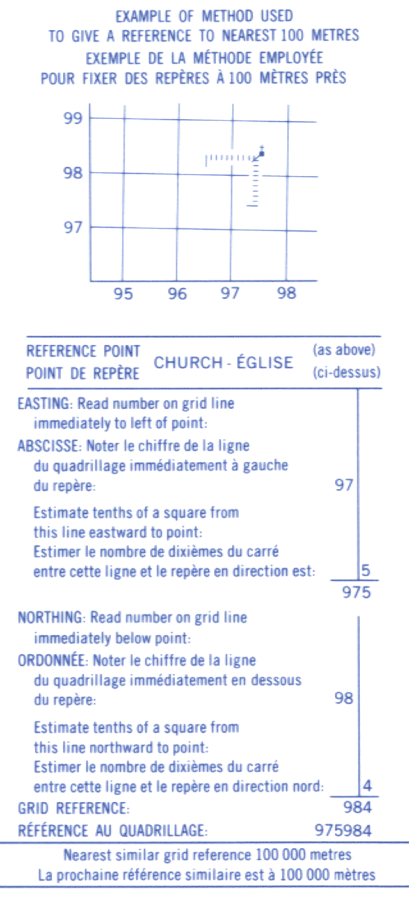 EXAMPLE OF METHOD USED
TO GIVE A REFERENCE TO NEAREST 100 METRES
EXEMPLE DE LA MÉTHODE EMPLOYÉE
POUR FIXER DES REPÈRES À 100 MÈTRES PRÈS
99
98
97
95 96 97 98
REFERENCE POINT
POINT DE REPÈRE
CHURCH - ÉGLISE
(as above)
(ci-dessus)
EASTING: Read number on grid line
immediately to left of point:
ABSCISSE: Noter le chiffre de la ligne
du quadrillage immédiatement à gauche
du repère: 97
Estimate tenths of a square from
this line eastward to point:
Estimer le nombre de dixièmes du carré
entre cette ligne et le repère en direction est: 5
975
NORTHING: Read number on grid line
immediately below point:
ORDONNÉE: Noter le chiffre de la ligne
du quadrillage immédiatement en dessous
du repère: 98
Estimate tenths of a square from
this line northward to point:
Estimer le nombre de dixièmes du carré
entre cette ligne et le repère en direction nord: 4
GRID REFERENCE: 984
RÉFÉRENCE AU QUADRILLAGE: 975984
Nearest similar grid reference 100 000 metres
La prochaine référence similaire est à 100 000 mètres